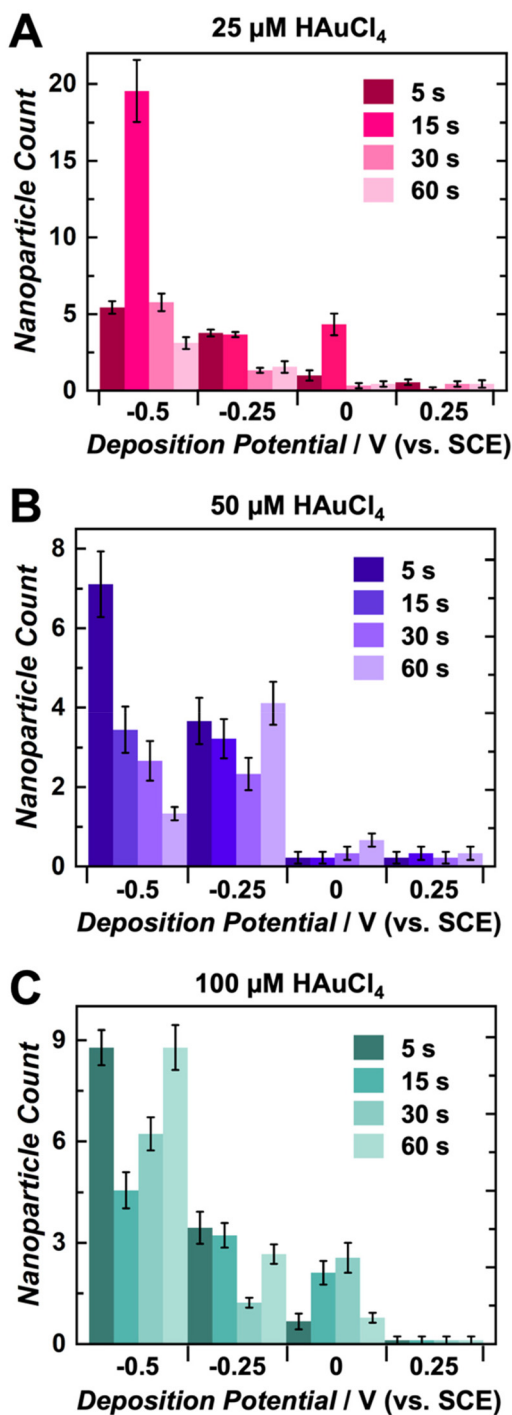 A
25 µM HAuCl₄
20
15
10
5
0
Nanoparticle Count
5 s
15 s
30 s
60 s
-0.5 -0.25 0 0.25
Deposition Potential / V (vs. SCE)
B
50 µM HAuCl₄
8
6
4
2
0
Nanoparticle Count
5 s
15 s
30 s
60 s
-0.5 -0.25 0 0.25
Deposition Potential / V (vs. SCE)
C
100 µM HAuCl₄
9
6
3
0
Nanoparticle Count
5 s
15 s
30 s
60 s
-0.5 -0.25 0 0.25
Deposition Potential / V (vs. SCE)